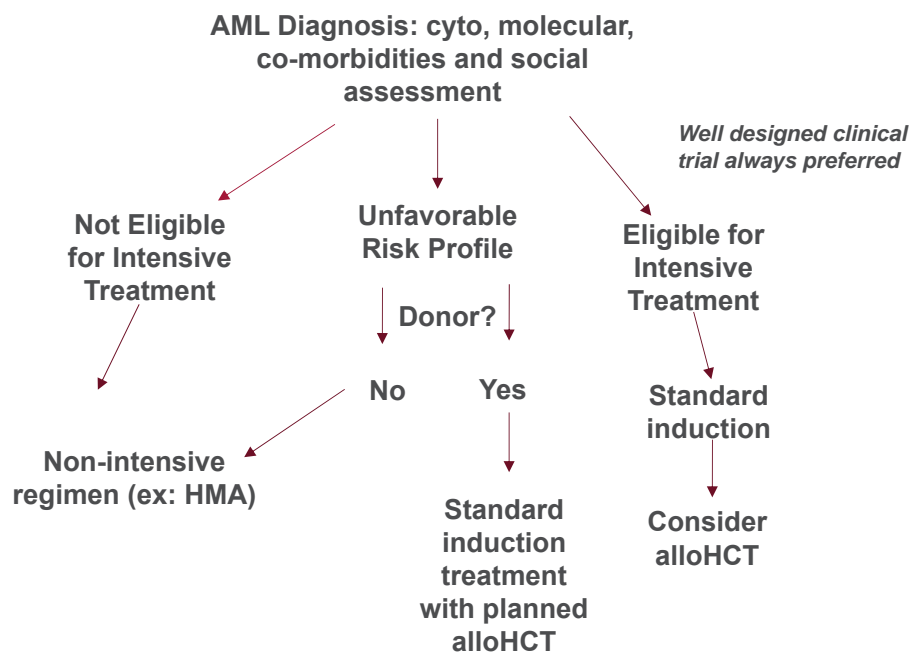 AML Diagnosis: cyto, molecular,
co-morbidities and social
assessment
Well designed clinical
trial always preferred
Not Eligible
for Intensive
Treatment
Unfavorable
Risk Profile
Eligible for
Intensive
Treatment
Donor?
No
Yes
Standard
induction
Non-intensive
regimen (ex: HMA)
Standard
induction
treatment
with planned
alloHCT
Consider
alloHCT